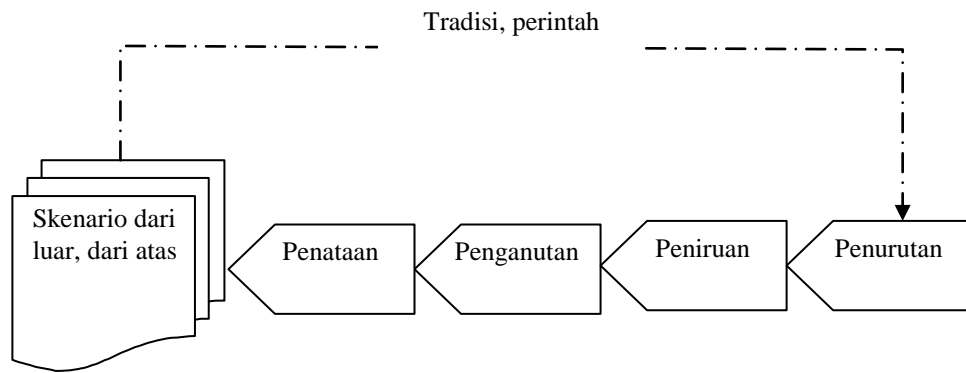 Tradisi, perintah
Skenario dari
luar, dari atas
Penataan
Penganutan
Peniruan
Penurutan